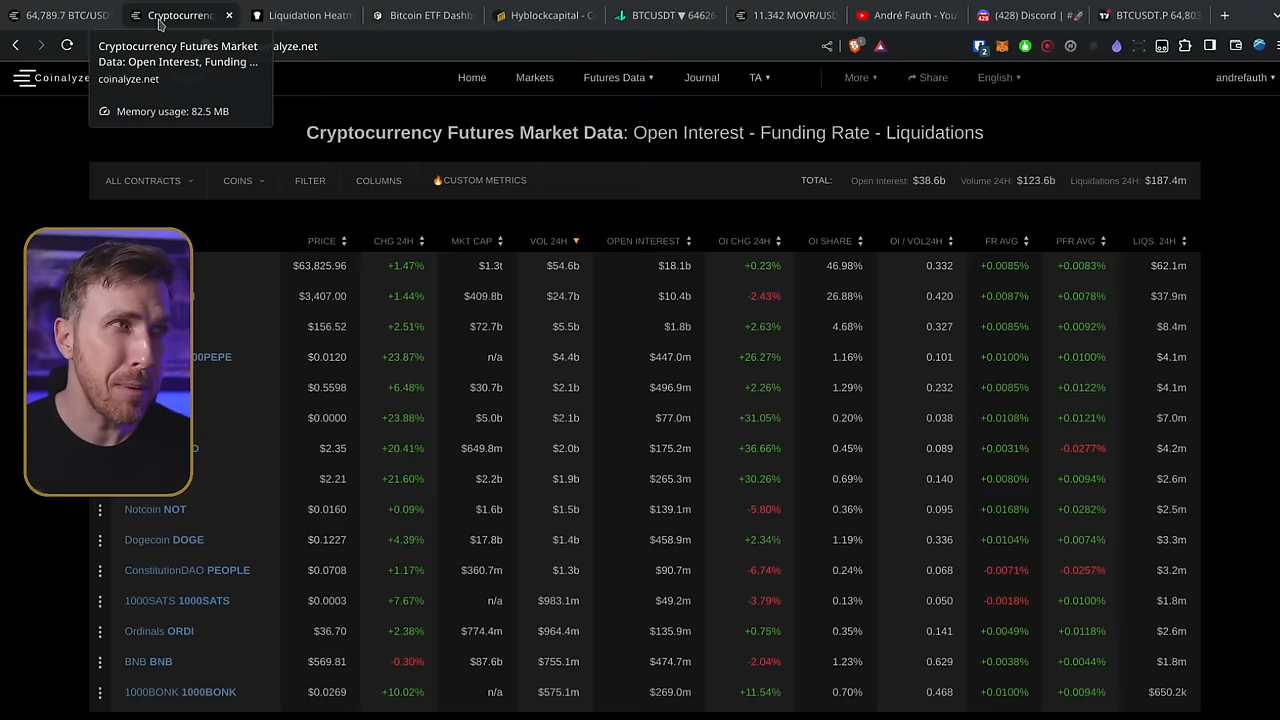 64,789.7 BTC/USD
Cryptocurrenc
Liquidation Heatm
Bitcoin ETF Dashb
Hyblockcapital - C
BTCUSDT ▼ 64626
11.342 MOVR/USD
André Fauth - You
(428) Discord | 🚀
BTCUSDT.P 64,803
alyze.net
Cryptocurrency Futures Market
Data: Open Interest, Funding ...
coinalyze.net
Memory usage: 82.5 MB
Coinalyze
Home
Markets
Futures Data
Journal
TA
More
Share
English
andrefauth
Cryptocurrency Futures Market Data: Open Interest - Funding Rate - Liquidations
ALL CONTRACTS COINS FILTER COLUMNS 🔥CUSTOM METRICS TOTAL: Open Interest: $38.6b Volume 24H: $123.6b Liquidations 24H: $187.4m
PRICE CHG 24H MKT CAP VOL 24H OPEN INTEREST OI CHG 24H OI SHARE OI / VOL24H FR AVG PFR AVG LIQS. 24H
$63,825.96 +1.47% $1.3t $54.6b $18.1b +0.23% 46.98% 0.332 +0.0085% +0.0083% $62.1m
$3,407.00 +1.44% $409.8b $24.7b $10.4b -2.43% 26.88% 0.420 +0.0087% +0.0078% $37.9m
$156.52 +2.51% $72.7b $5.5b $1.8b +2.63% 4.68% 0.327 +0.0085% +0.0092% $8.4m
00PEPE $0.0120 +23.87% n/a $4.4b $447.0m +26.27% 1.16% 0.101 +0.0100% +0.0100% $4.1m
$0.5598 +6.48% $30.7b $2.1b $496.9m +2.26% 1.29% 0.232 +0.0085% +0.0122% $4.1m
$0.0000 +23.88% $5.0b $2.1b $77.0m +31.05% 0.20% 0.038 +0.0108% +0.0121% $7.0m
$2.35 +20.41% $649.8m $2.0b $175.2m +36.66% 0.45% 0.089 +0.0031% -0.0277% $4.2m
$2.21 +21.60% $2.2b $1.9b $265.3m +30.26% 0.69% 0.140 +0.0080% +0.0094% $2.6m
Notcoin NOT $0.0160 +0.09% $1.6b $1.5b $139.1m -5.80% 0.36% 0.095 +0.0168% +0.0282% $2.5m
Dogecoin DOGE $0.1227 +4.39% $17.8b $1.4b $458.9m +2.34% 1.19% 0.336 +0.0104% +0.0074% $3.3m
ConstitutionDAO PEOPLE $0.0708 +1.17% $360.7m $1.3b $90.7m -6.74% 0.24% 0.068 -0.0071% -0.0257% $3.2m
1000SATS 1000SATS $0.0003 +7.67% n/a $983.1m $49.2m -3.79% 0.13% 0.050 -0.0018% +0.0100% $1.8m
Ordinals ORDI $36.70 +2.38% $774.4m $964.4m $135.9m +0.75% 0.35% 0.141 +0.0049% +0.0118% $2.6m
BNB BNB $569.81 -0.30% $87.6b $755.1m $474.7m -2.04% 1.23% 0.629 +0.0038% +0.0044% $1.8m
1000BONK 1000BONK $0.0269 +10.02% n/a $575.1m $269.0m +11.54% 0.70% 0.468 +0.0100% +0.0094% $650.2k